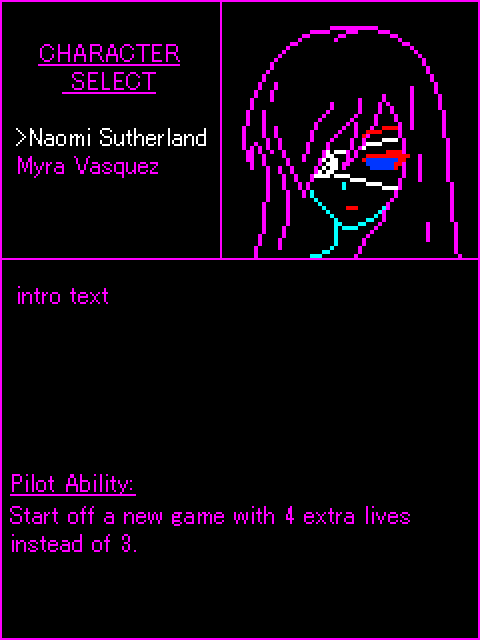 CHARACTER
SELECT
>Naomi Sutherland
Myra Vasquez
intro text
Pilot Ability:
Start off a new game with 4 extra lives
instead of 3.